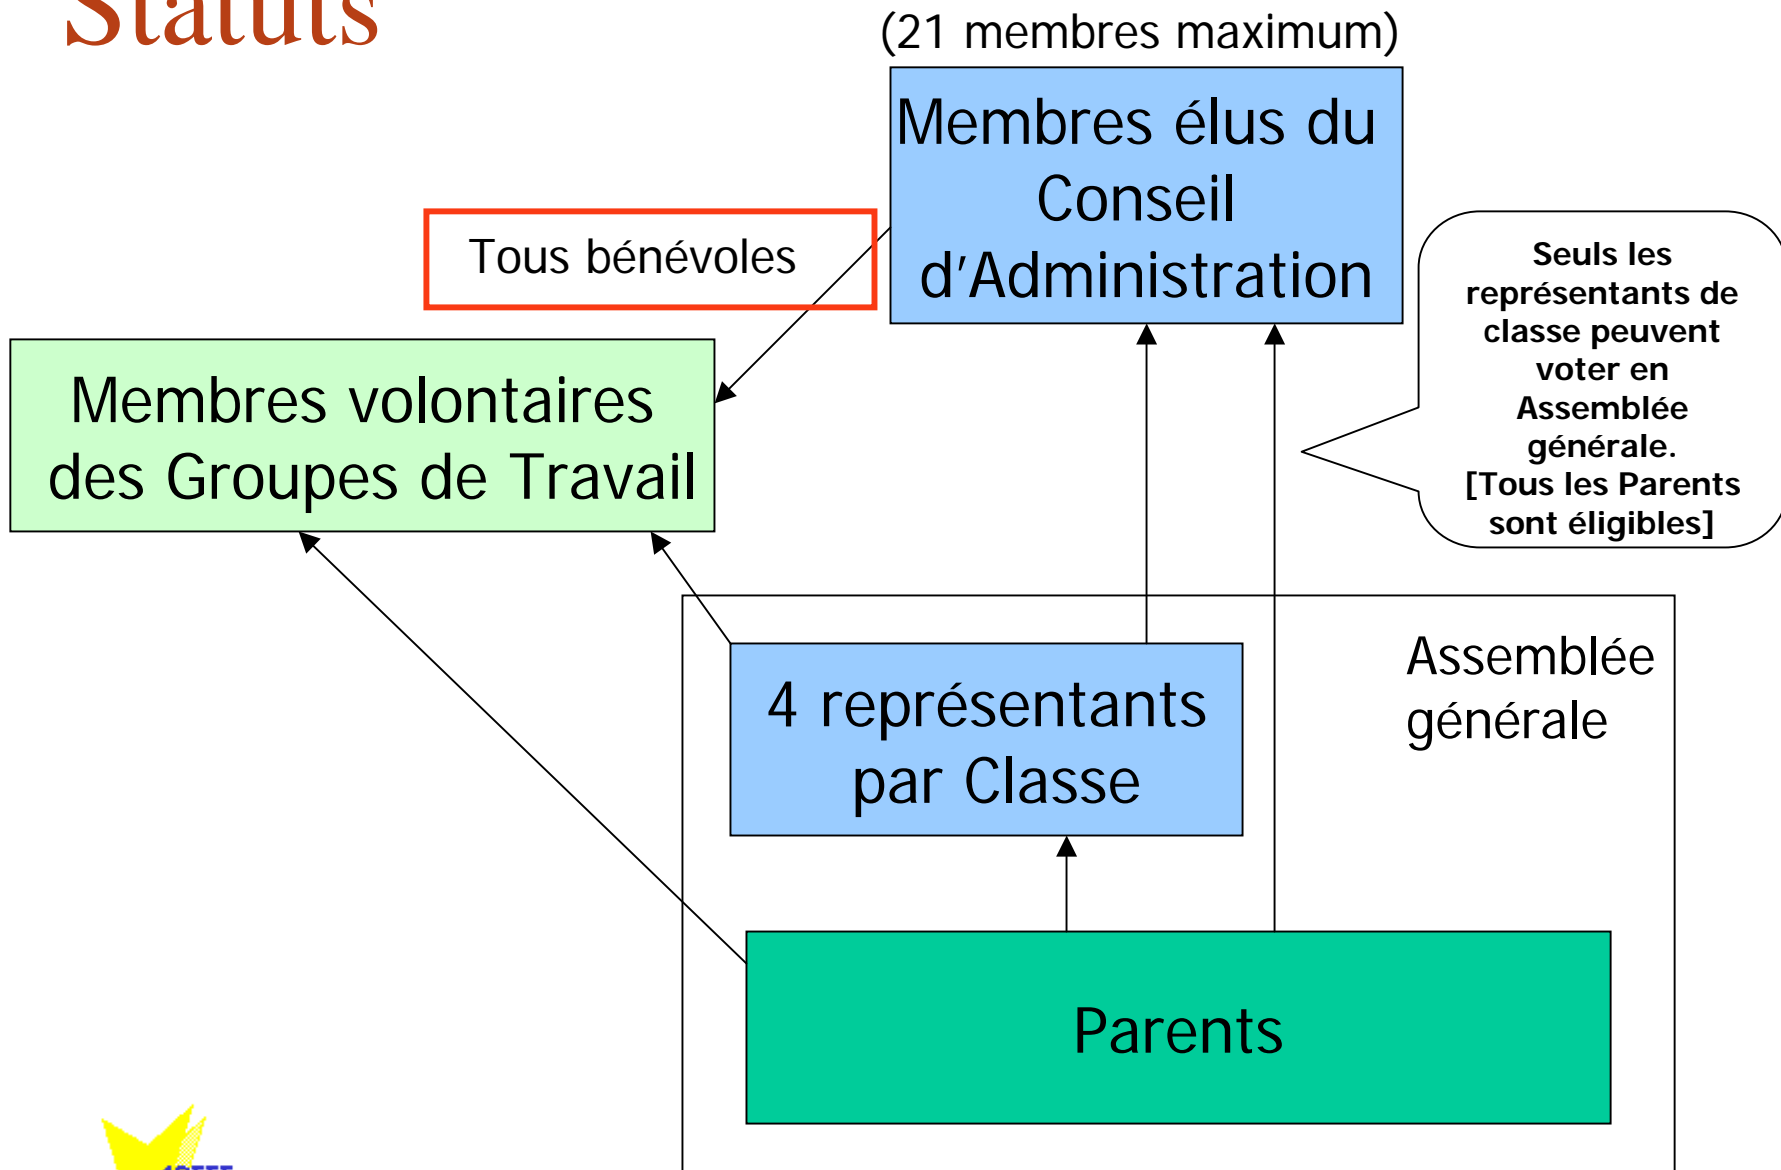 Statuts
(21 membres maximum)
Membres élus du
Conseil
d'Administration
Tous bénévoles
Seuls les
représentants de
classe peuvent
voter en
Assemblée
générale.
[Tous les Parents
sont éligibles]
Membres volontaires
des Groupes de Travail
Assemblée
générale
4 représentants
par Classe
Parents